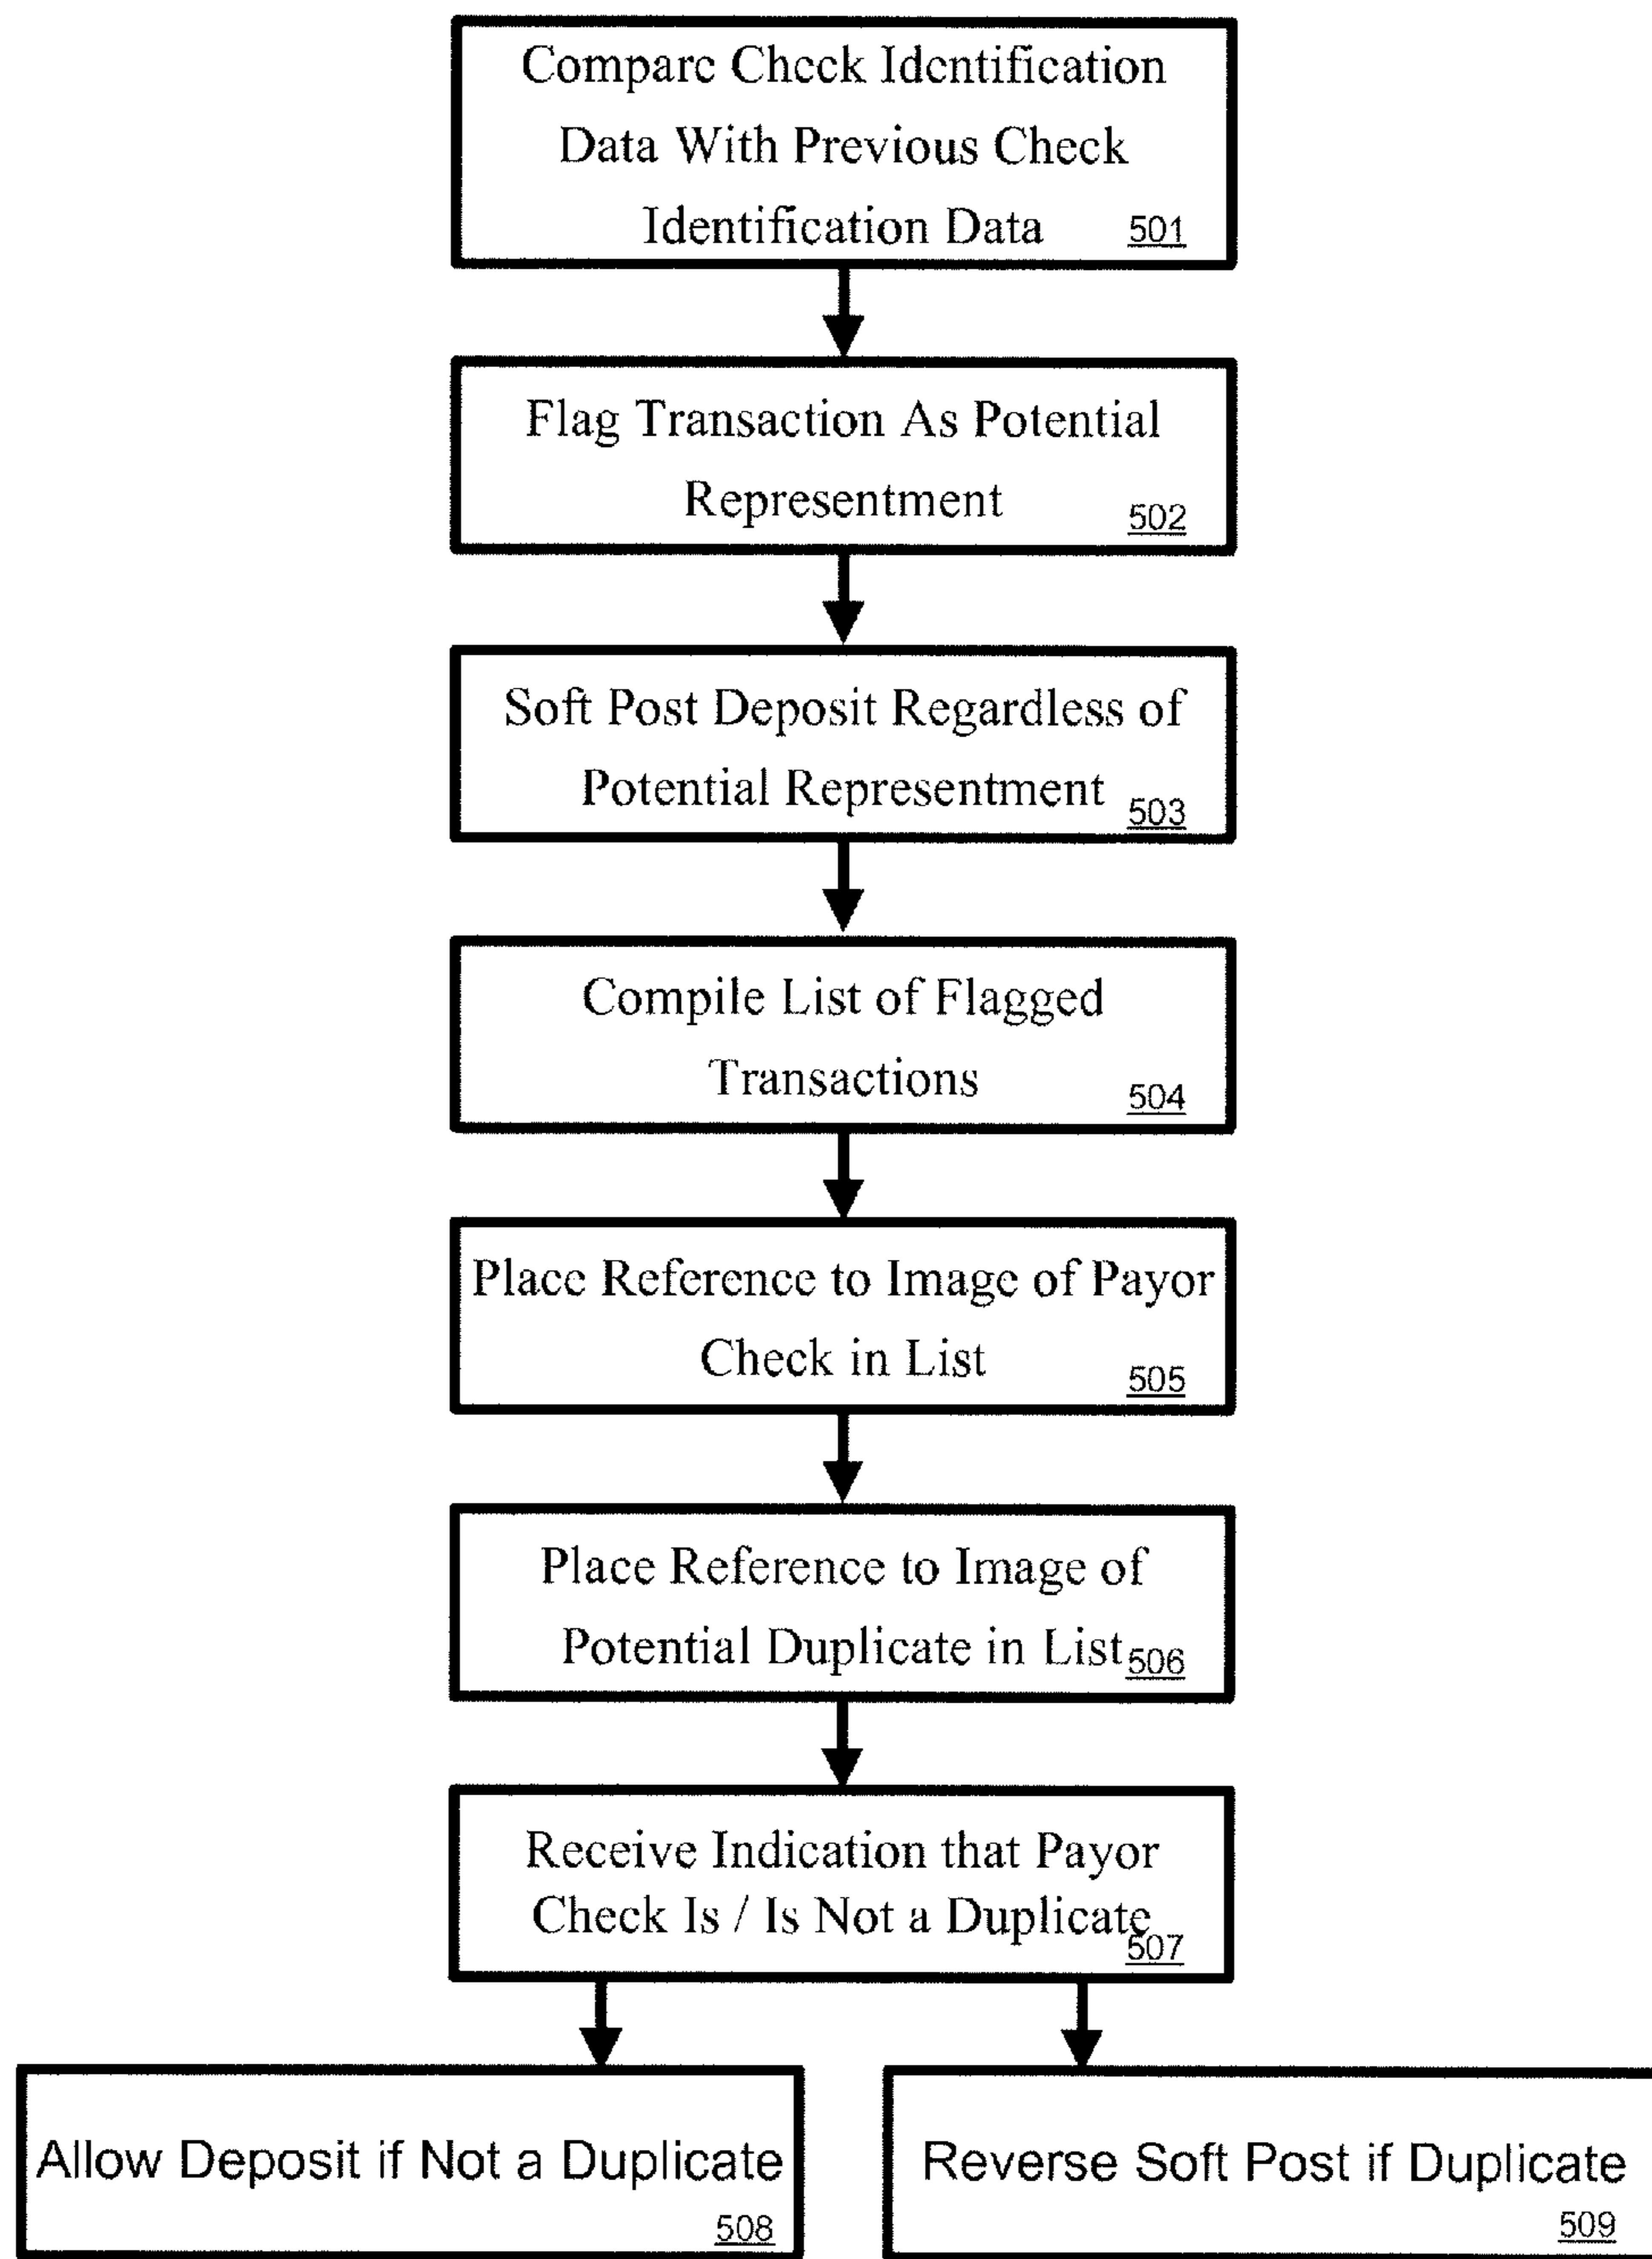 Compare Check Identification
Data With Previous Check
Identification Data 501
Flag Transaction As Potential
Representment 502
Soft Post Deposit Regardless of
Potential Representment 503
Compile List of Flagged
Transactions 504
Place Reference to Image of Payor
Check in List 505
Place Reference to Image of
Potential Duplicate in List 506
Receive Indication that Payor
Check Is / Is Not a Duplicate
507
Allow Deposit if Not a Duplicate
508
Reverse Soft Post if Duplicate
509